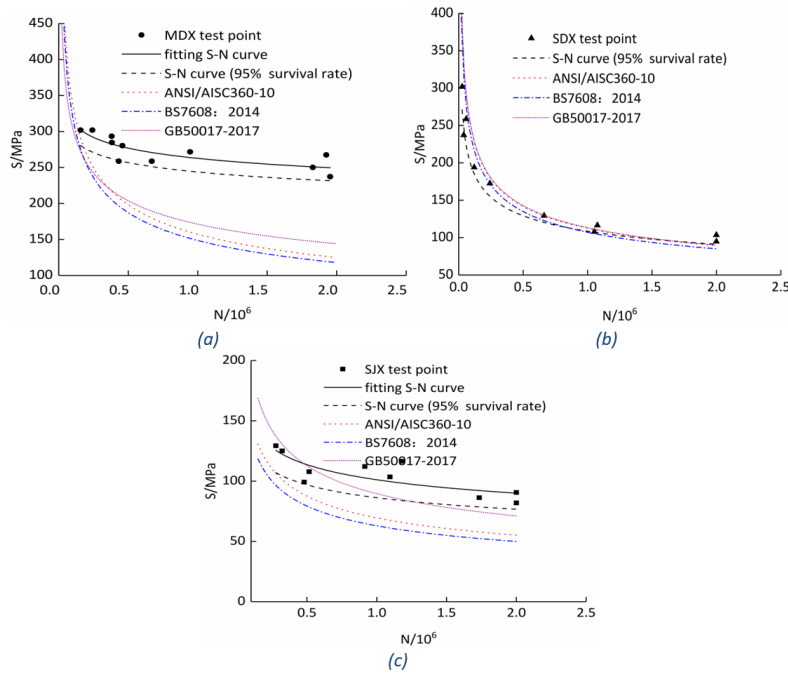 450
400
350
300
250
200
150
100
S/MPa
MDX test point
fitting S-N curve
S-N curve (95% survival rate)
ANSI/AISC360-10
BS7608：2014
GB50017-2017
0.0 0.5 1.0 1.5 2.0 2.5
N/10⁶
(a)
400
350
300
250
200
150
100
50
S/MPa
SDX test point
S-N curve (95% survival rate)
ANSI/AISC360-10
BS7608：2014
GB50017-2017
0.0 0.5 1.0 1.5 2.0 2.5
N/10⁶
(b)
200
150
100
50
0
S/MPa
SJX test point
fitting S-N curve
S-N curve (95% survival rate)
ANSI/AISC360-10
BS7608：2014
GB50017-2017
0.5 1.0 1.5 2.0 2.5
N/10⁶
(c)